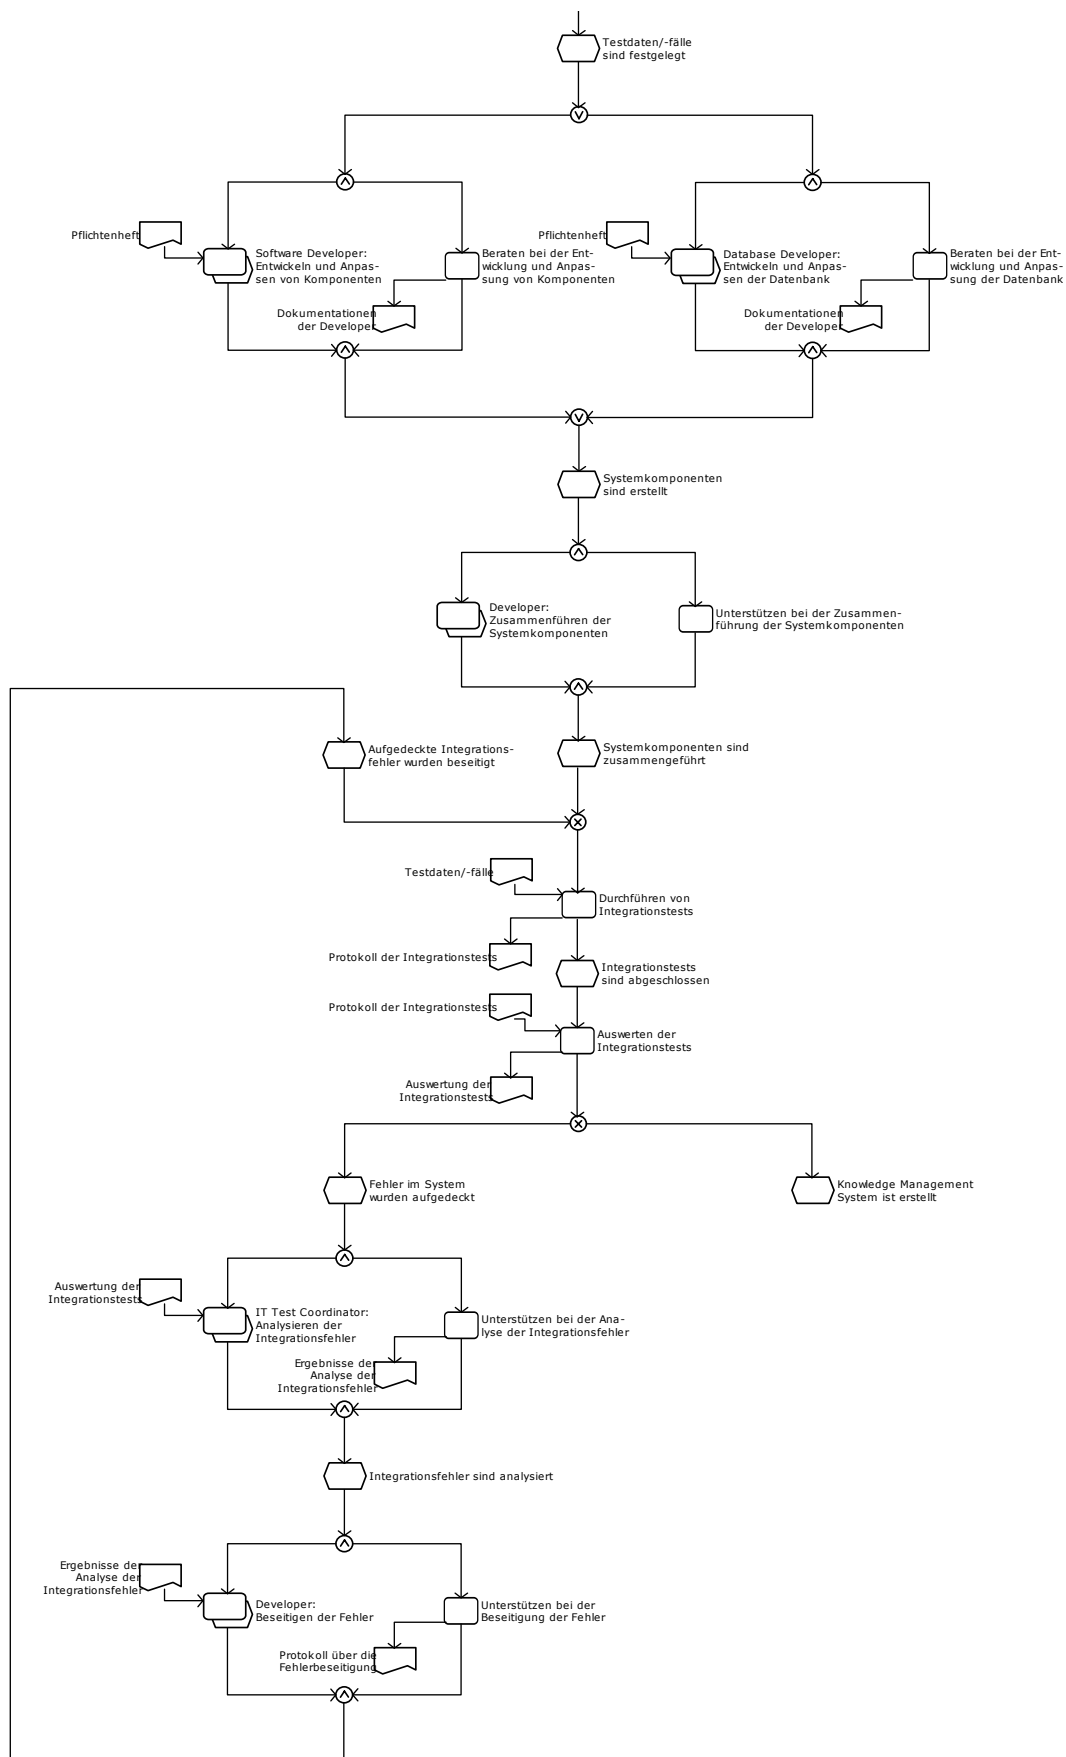 Testdaten/-fälle
sind festgelegt
Pflichtenheft
Software Developer:
Entwickeln und Anpas-
sen von Komponenten
Beraten bei der Ent-
wicklung und Anpas-
sung von Komponenten
Dokumentationen
der Developer
Pflichtenheft
Database Developer:
Entwickeln und Anpas-
sen der Datenbank
Beraten bei der Ent-
wicklung und Anpas-
sung der Datenbank
Dokumentationen
der Developer
Systemkomponenten
sind erstellt
Developer:
Zusammenführen der
Systemkomponenten
Unterstützen bei der Zusammen-
führung der Systemkomponenten
Aufgedeckte Integrations-
fehler wurden beseitigt
Systemkomponenten sind
zusammengeführt
Testdaten/-fälle
Durchführen von
Integrationstests
Protokoll der Integrationstests
Integrationstests
sind abgeschlossen
Protokoll der Integrationstests
Auswerten der
Integrationstests
Auswertung der
Integrationstests
Fehler im System
wurden aufgedeckt
Knowledge Management
System ist erstellt
Auswertung der
Integrationstests
IT Test Coordinator:
Analysieren der
Integrationsfehler
Unterstützen bei der Ana-
lyse der Integrationsfehler
Ergebnisse der
Analyse der
Integrationsfehler
Integrationsfehler sind analysiert
Ergebnisse der
Analyse der
Integrationsfehler
Developer:
Beseitigen der Fehler
Unterstützen bei der
Beseitigung der Fehler
Protokoll über die
Fehlerbeseitigung